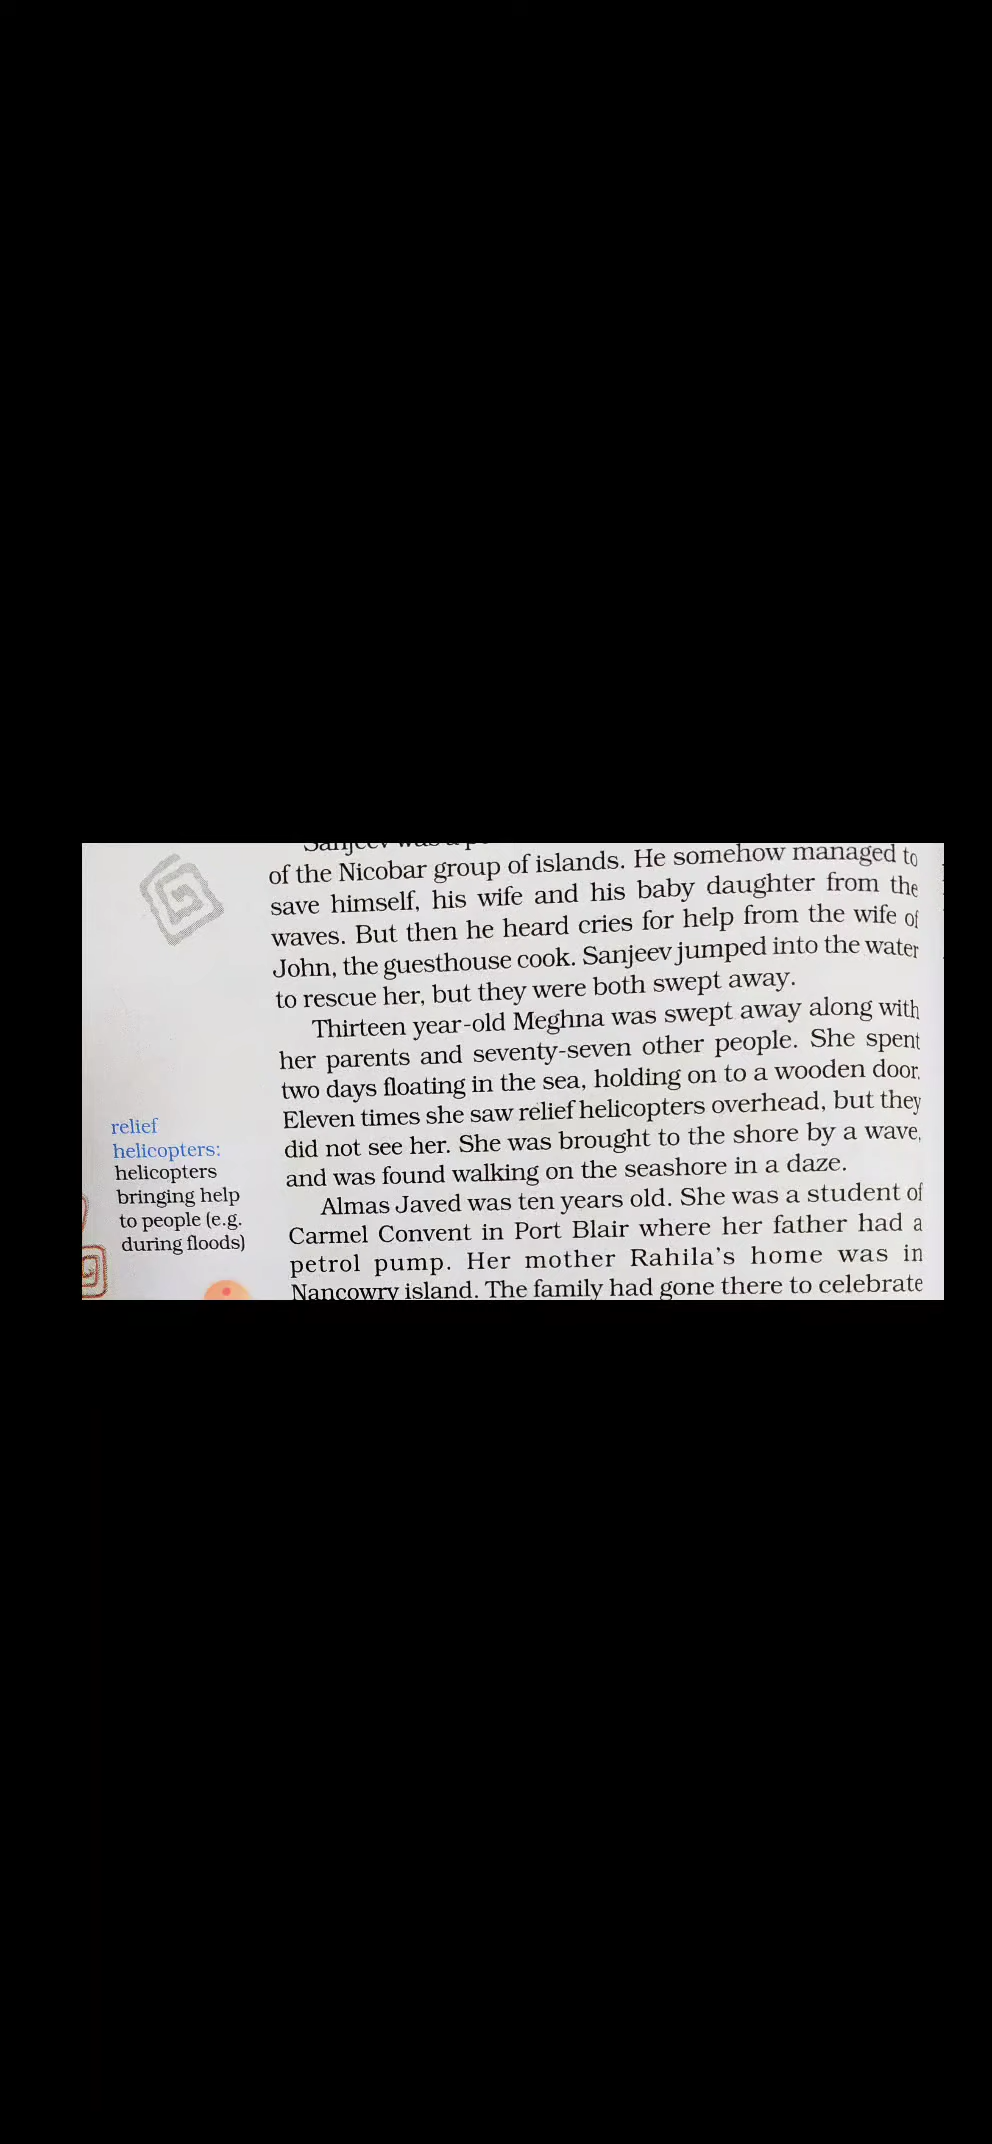 Sanjeev was a
of the Nicobar group of islands. He somehow managed to
save himself, his wife and his baby daughter from the
waves. But then he heard cries for help from the wife of
John, the guesthouse cook. Sanjeev jumped into the water
to rescue her, but they were both swept away.
Thirteen year-old Meghna was swept away along with
her parents and seventy-seven other people. She spent
two days floating in the sea, holding on to a wooden door.
Eleven times she saw relief helicopters overhead, but they
did not see her. She was brought to the shore by a wave,
and was found walking on the seashore in a daze.
Almas Javed was ten years old. She was a student of
Carmel Convent in Port Blair where her father had a
petrol pump. Her mother Rahila's home was in
Nancowry island. The family had gone there to celebrate
relief
helicopters:
helicopters
bringing help
to people (e.g.
during floods)